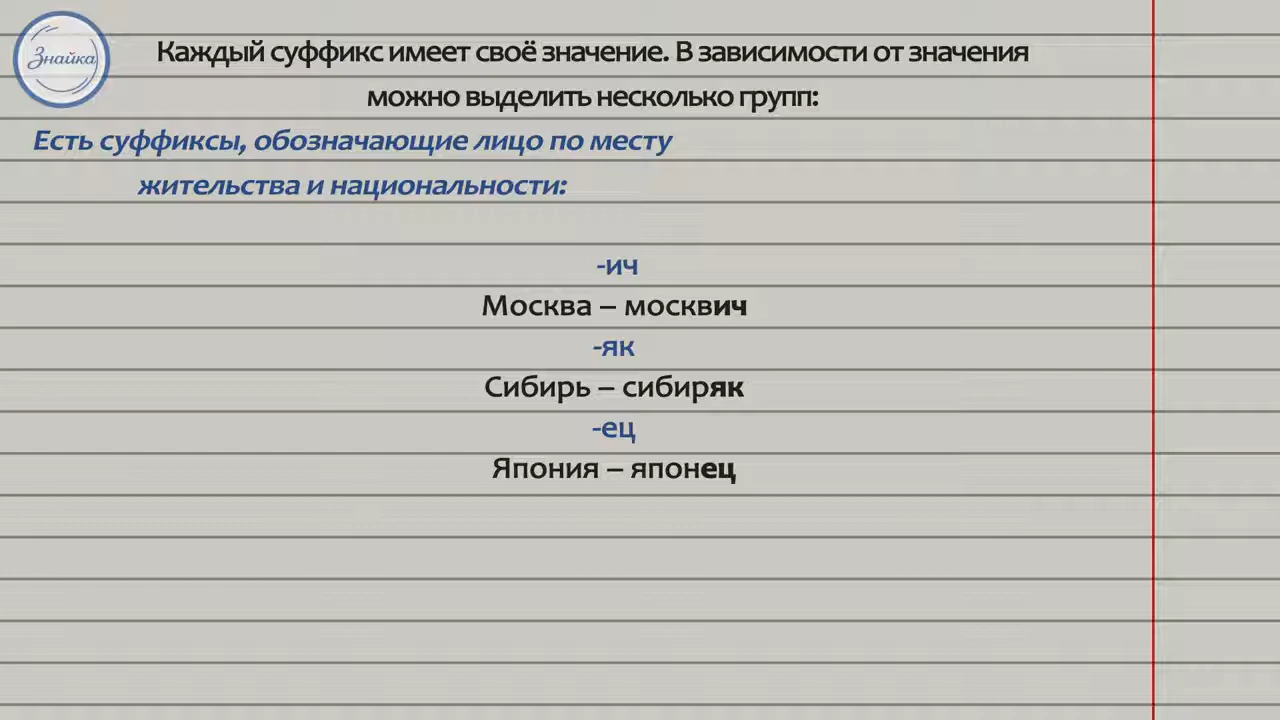 Знайка
Каждый суффикс имеет своё значение. В зависимости от значения
можно выделить несколько групп:
Есть суффиксы, обозначающие лицо по месту
жительства и национальности:
-ич
Москва – москвич
-як
Сибирь – сибиряк
-ец
Япония – японец